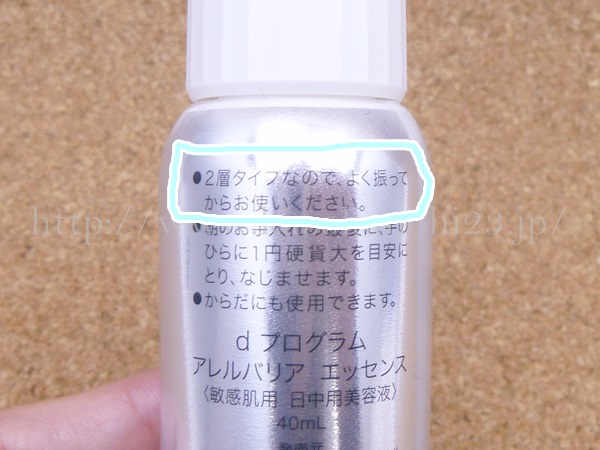 ●2層タイプなので、よく振って
からお使いください。
●朝のお手入れの最後に、手の
ひらに1円硬貨大を目安に
とり、なじませます。
●からだにも使用できます。
d プログラム
アレルバリア エッセンス
〈敏感肌用 日中用美容液〉
40mL
発売元